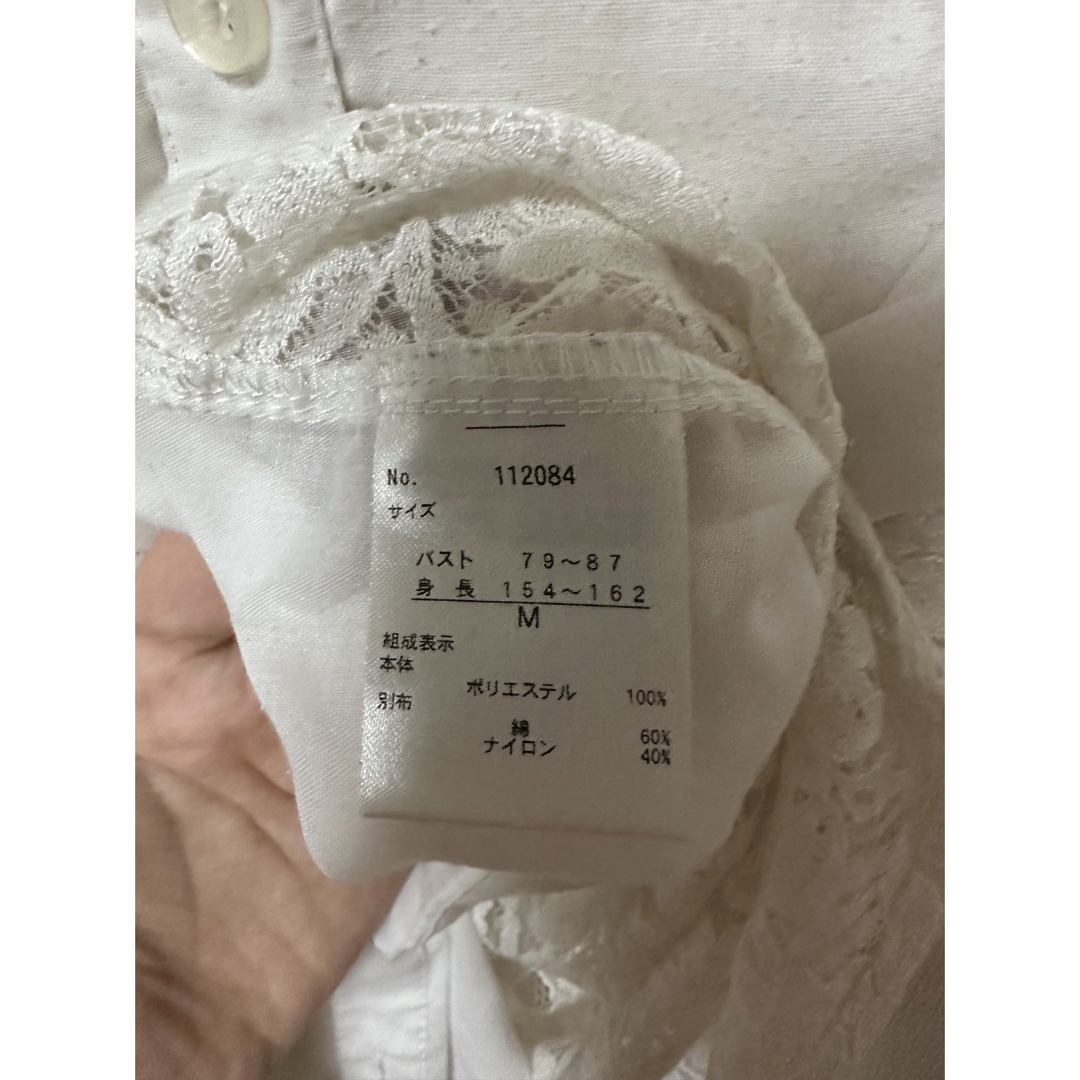 No. 112084
サイズ
バスト 79～87
身 長 154～162
M
組成表示
本体
ポリエステル 100%
別布
綿 60%
ナイロン 40%